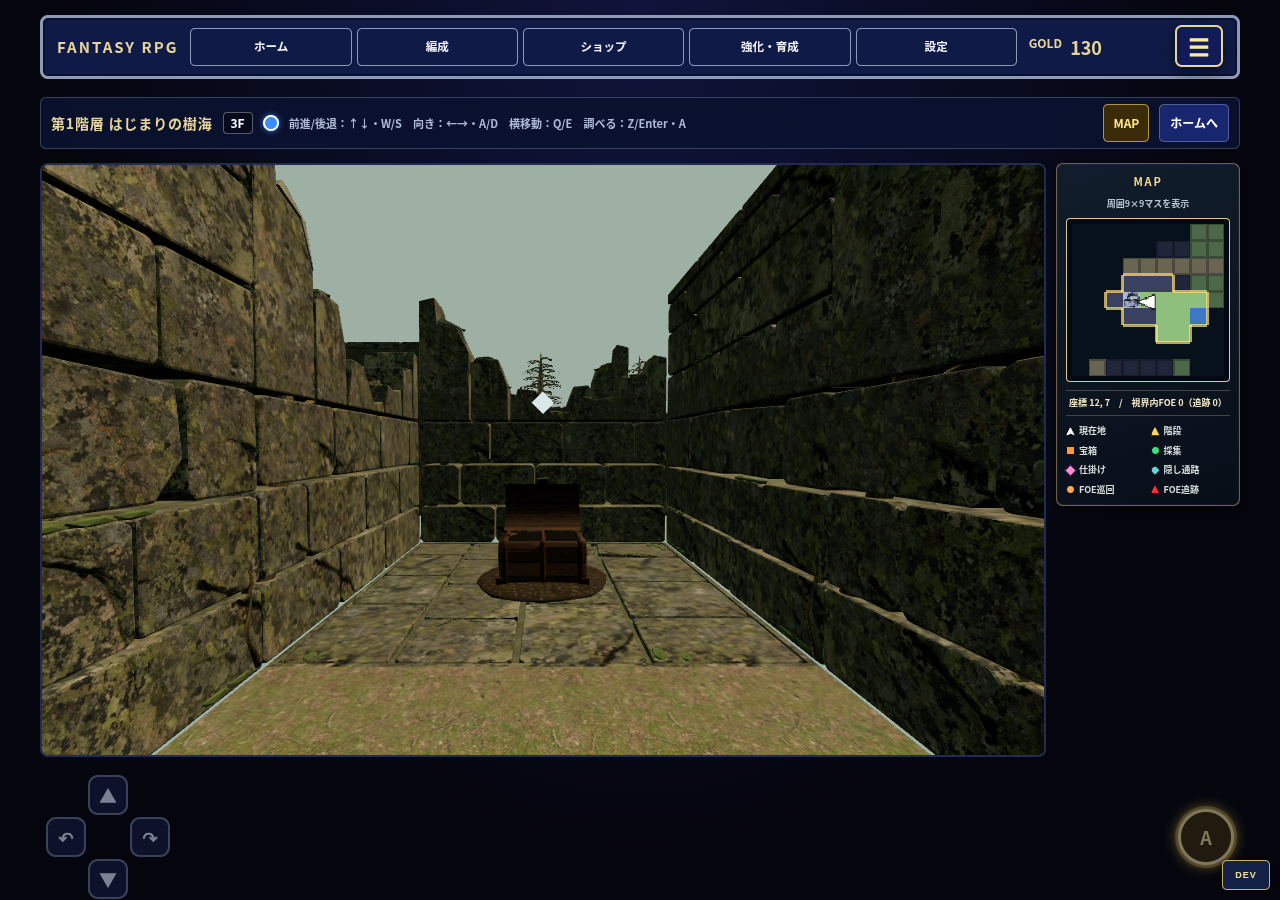 FANTASY RPG
ホーム
編成
ショップ
強化・育成
設定
GOLD 130
第1階層 はじまりの樹海
3F
前進/後退：↑↓・W/S　向き：←→・A/D　横移動：Q/E　調べる：Z/Enter・A
MAP
ホームへ
MAP
周囲9×9マスを表示
座標 12, 7　/　視界内FOE 0（追跡 0）
現在地
階段
宝箱
採集
仕掛け
隠し通路
FOE巡回
FOE追跡
A
DEV